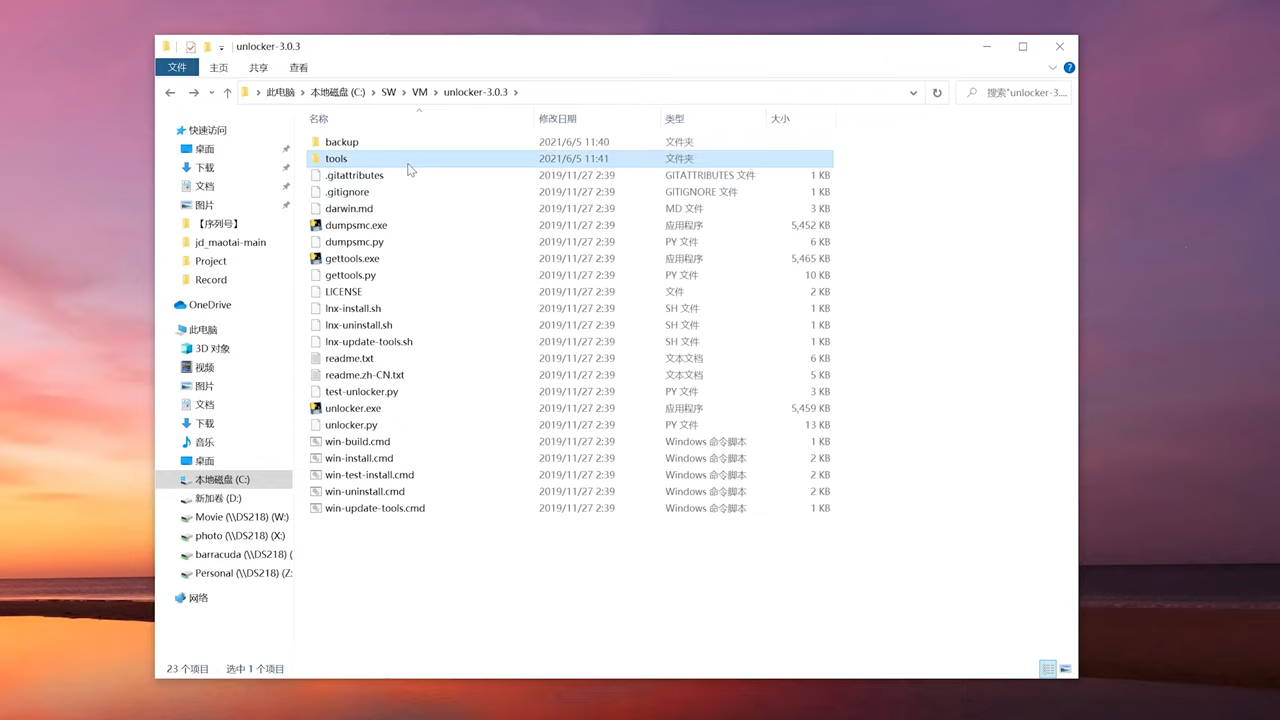 unlocker-3.0.3
文件 主页 共享 查看
此电脑 本地磁盘 (C:) SW VM unlocker-3.0.3
搜索"unlocker-3....
名称 修改日期 类型 大小
快速访问
桌面
下载
文档
图片
【序列号】
jd_maotai-main
Project
Record
OneDrive
此电脑
3D 对象
视频
图片
文档
下载
音乐
桌面
本地磁盘 (C:)
新加卷 (D:)
Movie (\\DS218) (W:)
photo (\\DS218) (X:)
barracuda (\\DS218) (
Personal (\\DS218) (Z:
网络
backup 2021/6/5 11:40 文件夹
tools 2021/6/5 11:41 文件夹
.gitattributes 2019/11/27 2:39 GITATTRIBUTES 文件 1 KB
.gitignore 2019/11/27 2:39 GITIGNORE 文件 1 KB
darwin.md 2019/11/27 2:39 MD 文件 3 KB
dumpsmc.exe 2019/11/27 2:39 应用程序 5,452 KB
dumpsmc.py 2019/11/27 2:39 PY 文件 6 KB
gettools.exe 2019/11/27 2:39 应用程序 5,465 KB
gettools.py 2019/11/27 2:39 PY 文件 10 KB
LICENSE 2019/11/27 2:39 文件 2 KB
lnx-install.sh 2019/11/27 2:39 SH 文件 1 KB
lnx-uninstall.sh 2019/11/27 2:39 SH 文件 1 KB
lnx-update-tools.sh 2019/11/27 2:39 SH 文件 1 KB
readme.txt 2019/11/27 2:39 文本文档 6 KB
readme.zh-CN.txt 2019/11/27 2:39 文本文档 5 KB
test-unlocker.py 2019/11/27 2:39 PY 文件 3 KB
unlocker.exe 2019/11/27 2:39 应用程序 5,459 KB
unlocker.py 2019/11/27 2:39 PY 文件 13 KB
win-build.cmd 2019/11/27 2:39 Windows 命令脚本 1 KB
win-install.cmd 2019/11/27 2:39 Windows 命令脚本 2 KB
win-test-install.cmd 2019/11/27 2:39 Windows 命令脚本 2 KB
win-uninstall.cmd 2019/11/27 2:39 Windows 命令脚本 2 KB
win-update-tools.cmd 2019/11/27 2:39 Windows 命令脚本 1 KB
23 个项目 选中 1 个项目